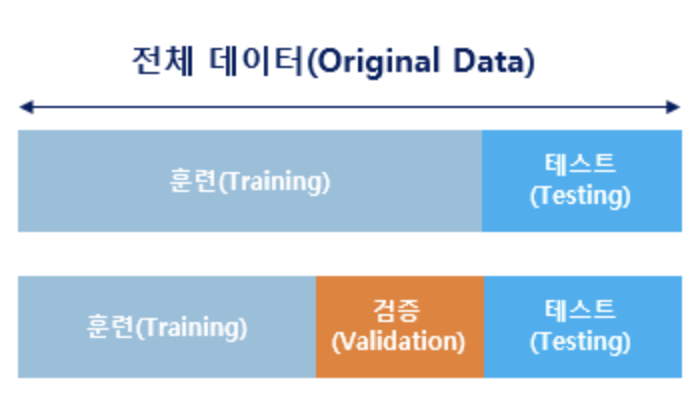 전체 데이터(Original Data)
훈련(Training)
테스트
(Testing)
훈련(Training)
검증
(Validation)
테스트
(Testing)